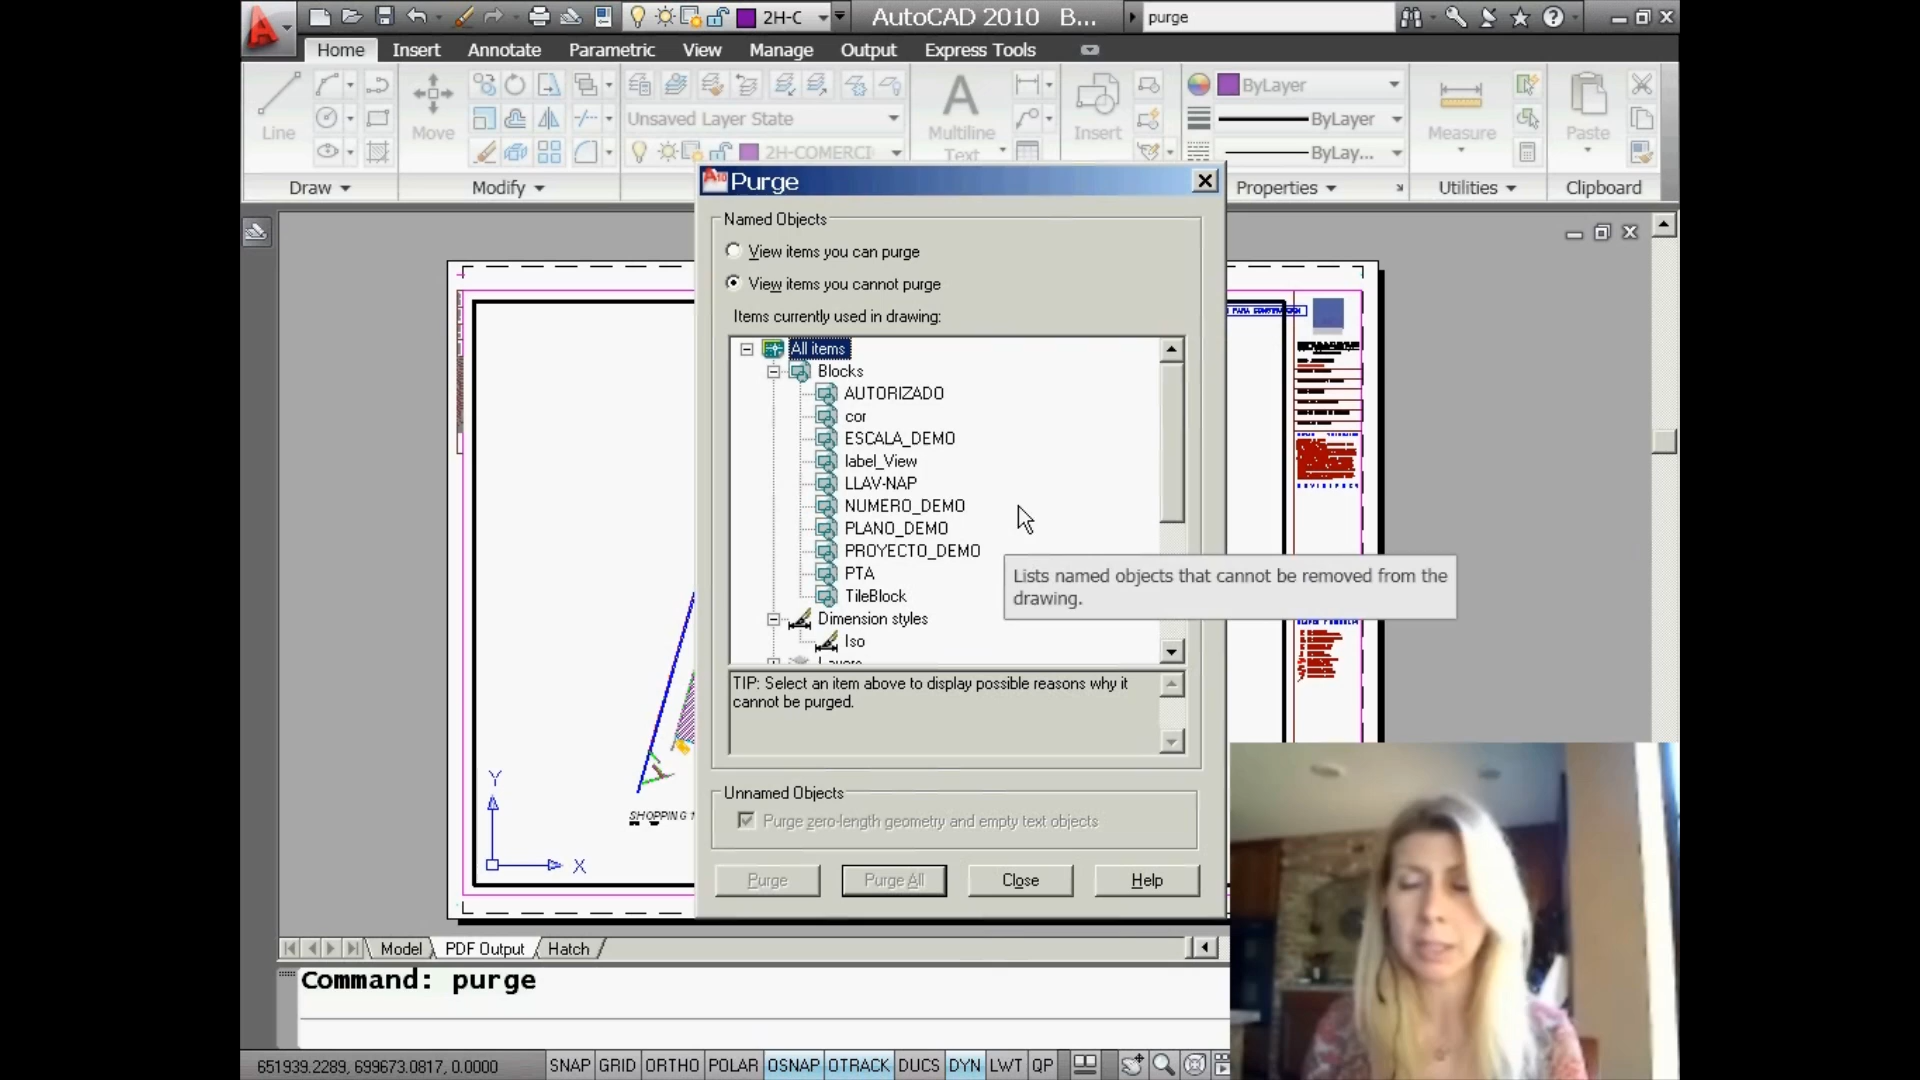 2H-C
AutoCAD 2010 B...
purge
Home Insert Annotate Parametric View Manage Output Express Tools
Line
Move
Unsaved Layer State
2H-COMERCI
Multiline
Text
Insert
ByLayer
ByLayer
ByLay...
Measure
Paste
Draw Modify Properties Utilities Clipboard
Purge
Named Objects
View items you can purge
View items you cannot purge
Items currently used in drawing:
All items
Blocks
AUTORIZADO
cor
ESCALA_DEMO
label_View
LLAV-NAP
NUMERO_DEMO
PLANO_DEMO
PROYECTO_DEMO
PTA
TileBlock
Dimension styles
Iso
Layers
Lists named objects that cannot be removed from the
drawing.
TIP: Select an item above to display possible reasons why it
cannot be purged.
Unnamed Objects
Purge zero-length geometry and empty text objects
Purge Purge All Close Help
Y
X
SHOPPING
Model PDF Output Hatch
Command: purge
651939.2289, 699673.0817, 0.0000 SNAP GRID ORTHO POLAR OSNAP OTRACK DUCS DYN LWT QP